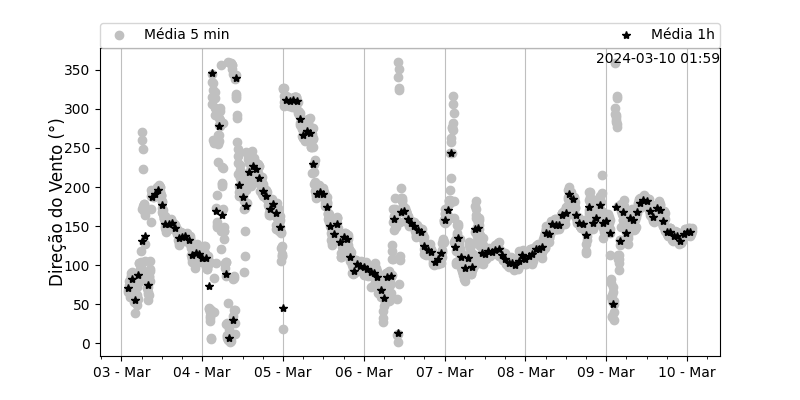 Média 5 min
Média 1h
2024-03-10 01:59
Direção do Vento (°)
350
300
250
200
150
100
50
0
03 - Mar
04 - Mar
05 - Mar
06 - Mar
07 - Mar
08 - Mar
09 - Mar
10 - Mar